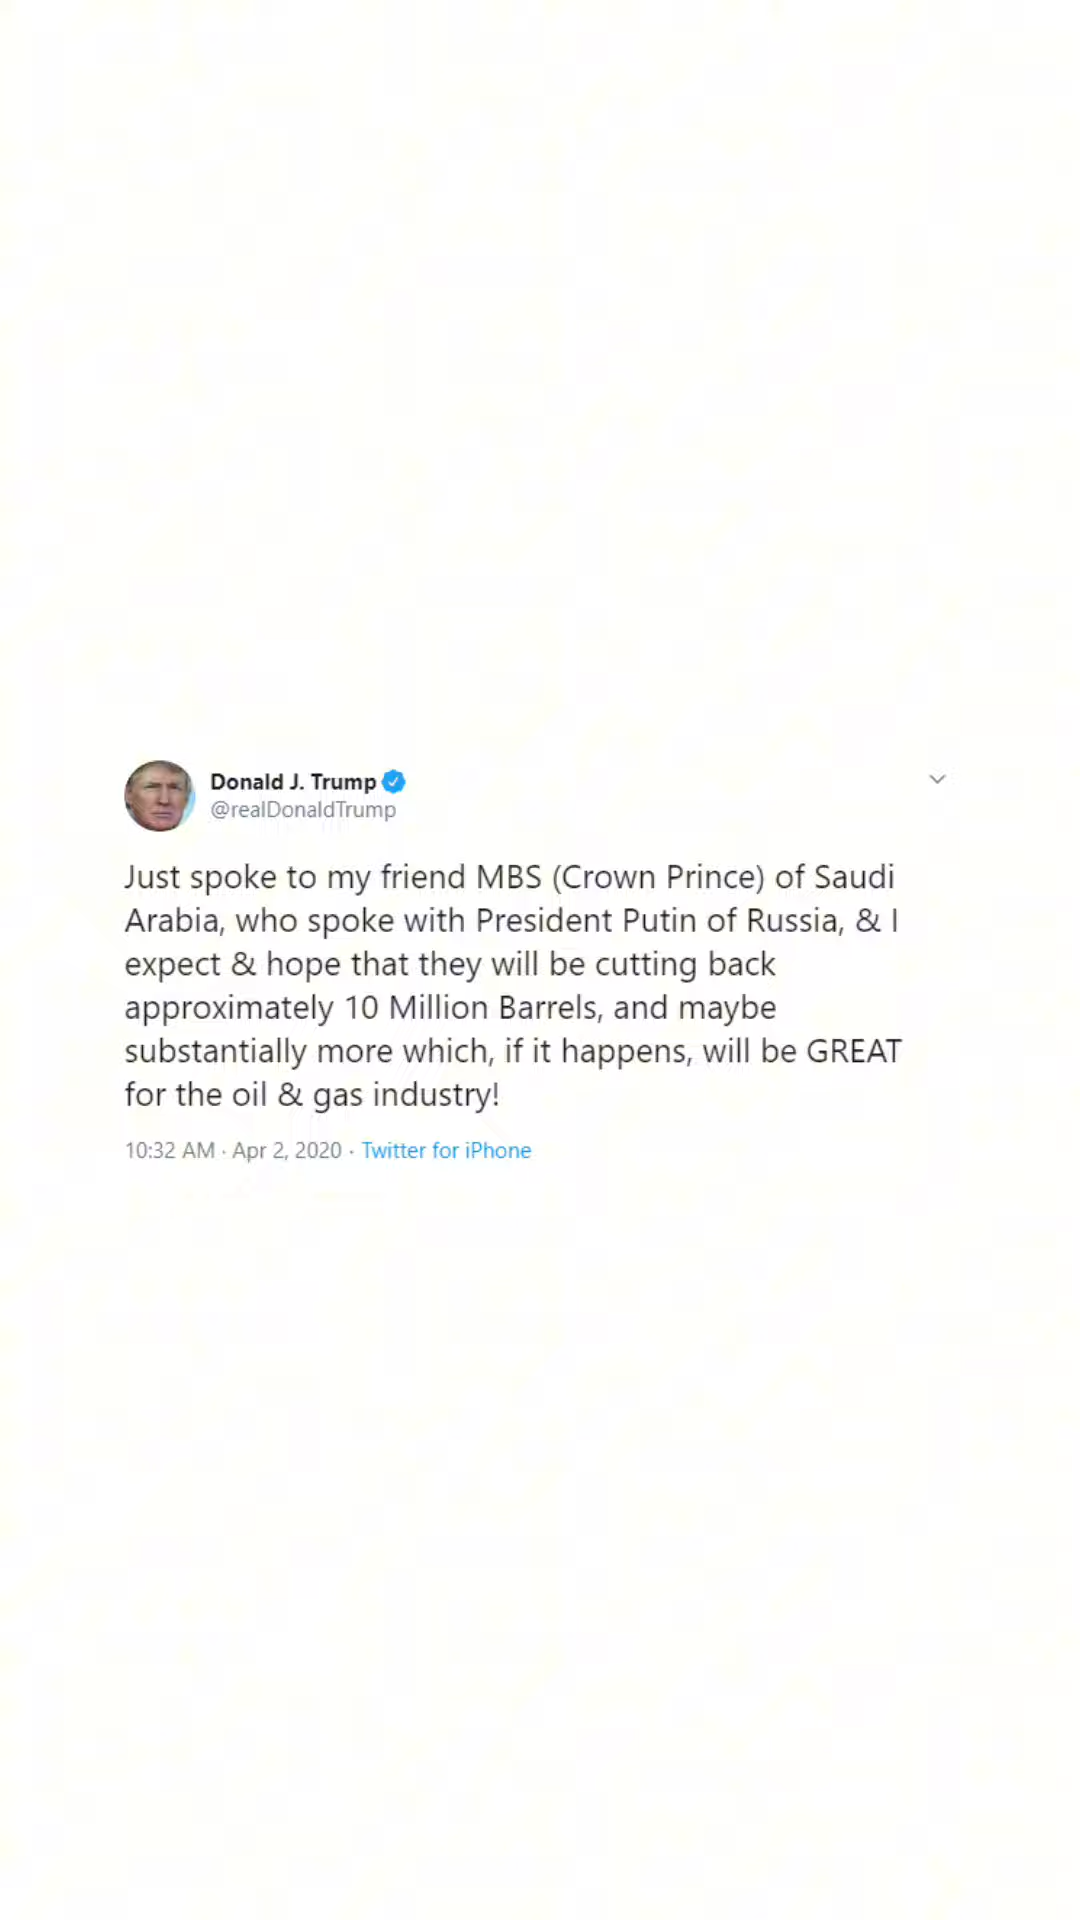 Donald J. Trump
@realDonaldTrump
Just spoke to my friend MBS (Crown Prince) of Saudi
Arabia, who spoke with President Putin of Russia, & I
expect & hope that they will be cutting back
approximately 10 Million Barrels, and maybe
substantially more which, if it happens, will be GREAT
for the oil & gas industry!
10:32 AM · Apr 2, 2020 · Twitter for iPhone